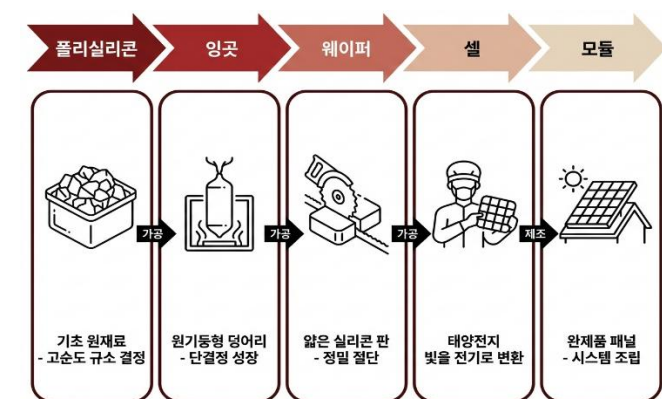 폴리실리콘
잉곳
웨이퍼
셀
모듈
가공
가공
가공
제조
기초 원재료
- 고순도 규소 결정
원기둥형 덩어리
- 단결정 성장
얇은 실리콘 판
- 정밀 절단
태양전지
빛을 전기로 변환
완제품 패널
- 시스템 조립